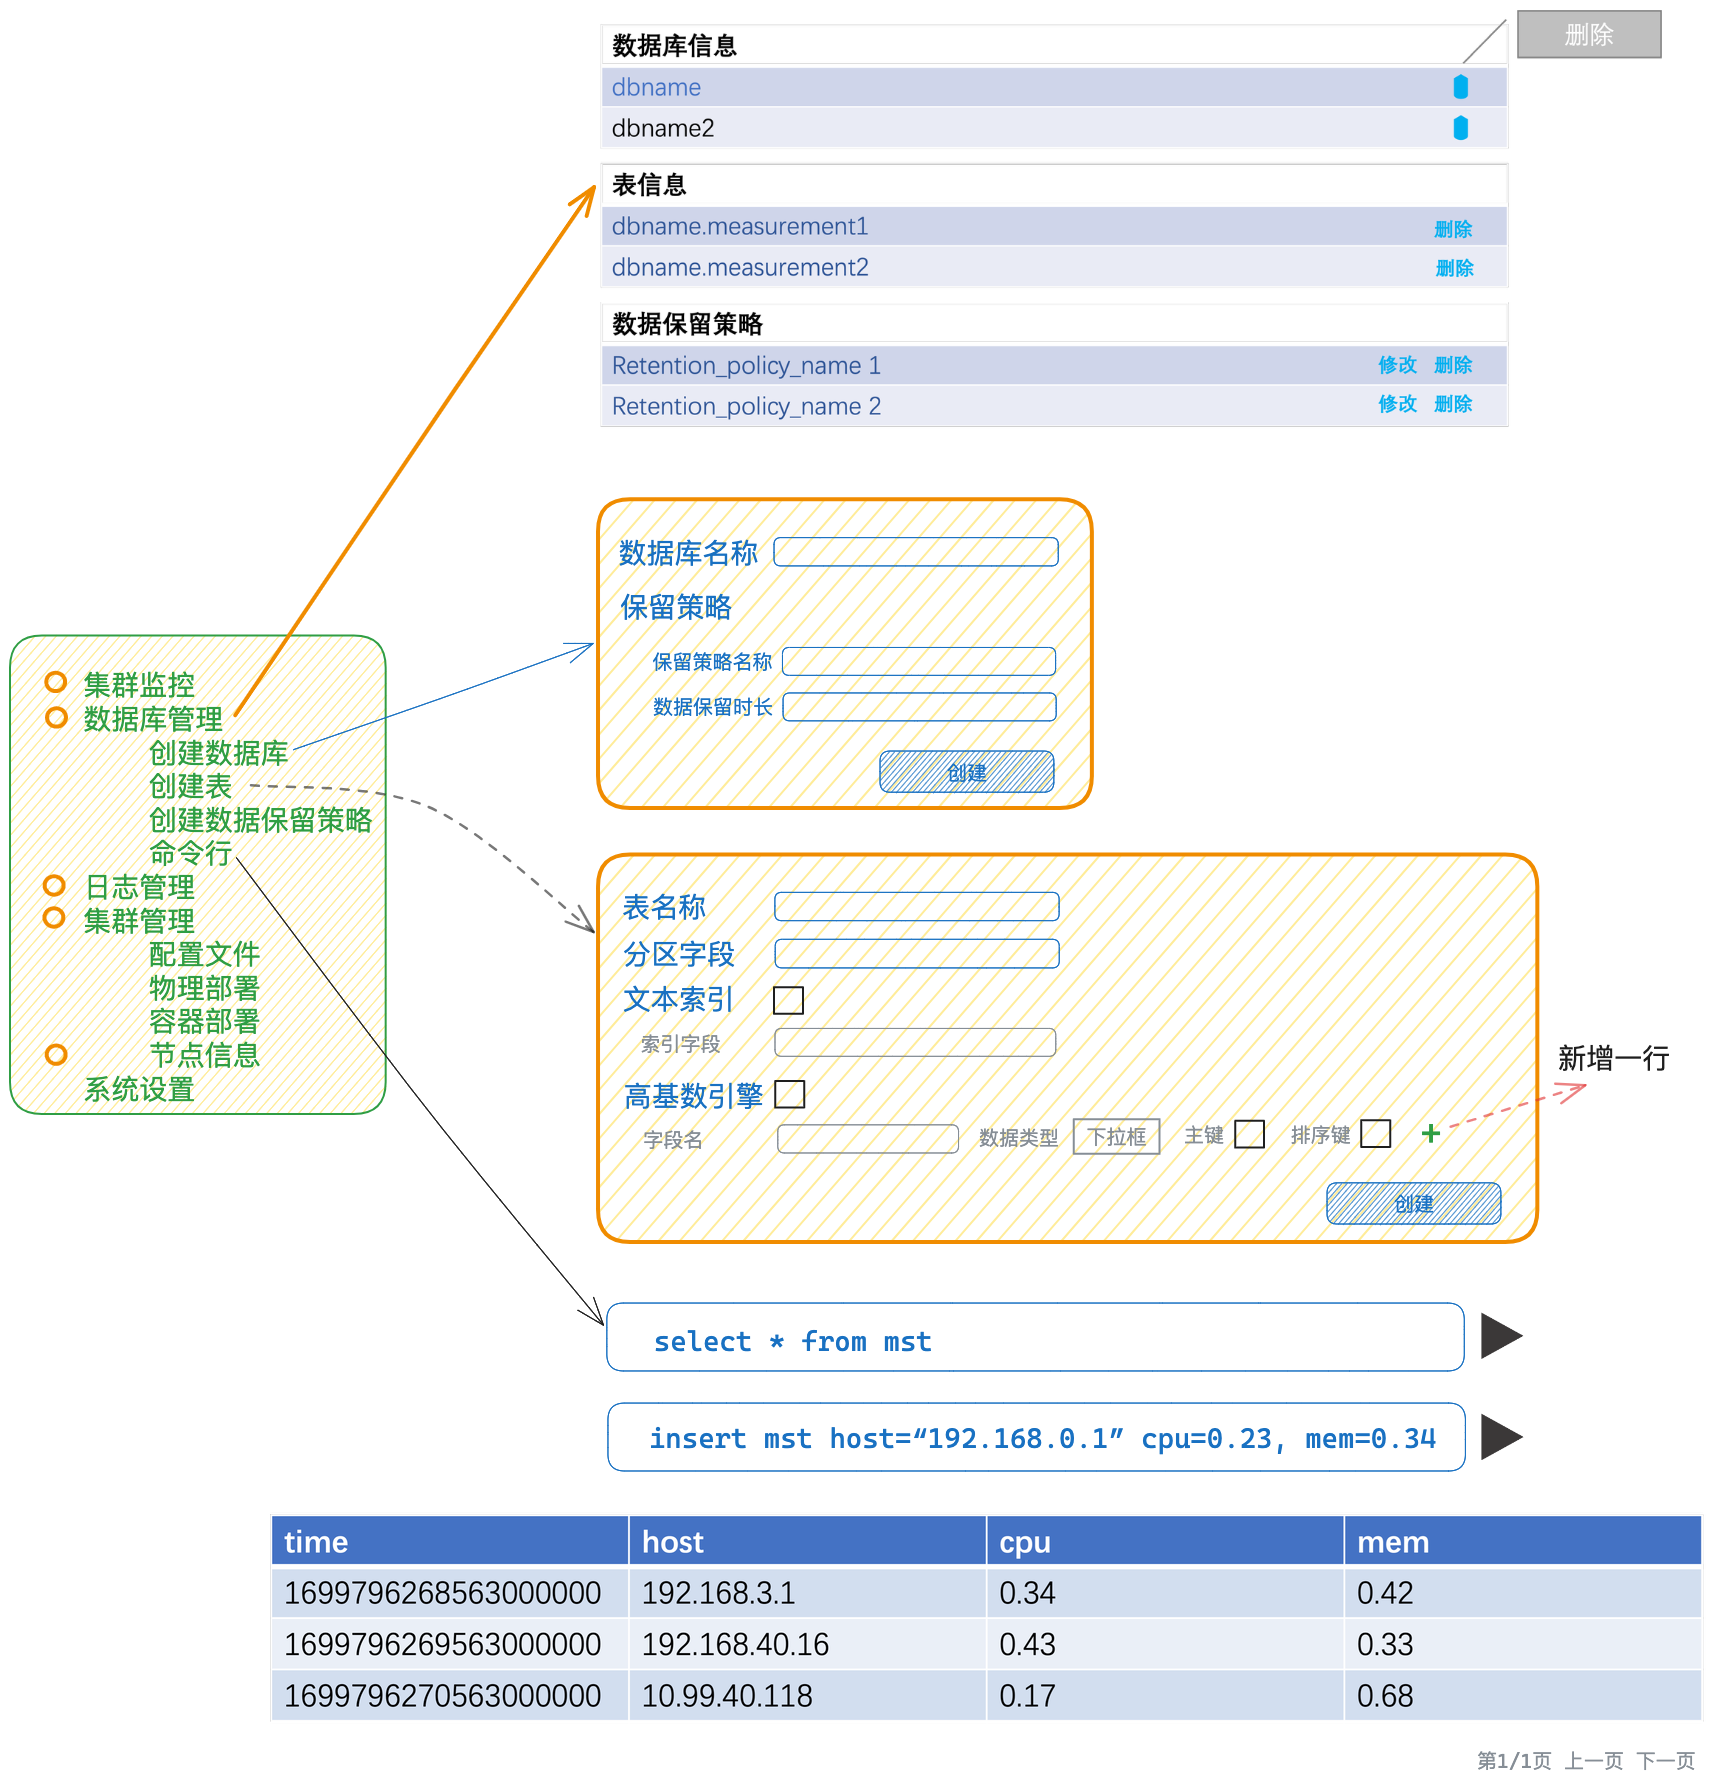 删除
数据库信息
dbname
dbname2
表信息
dbname.measurement1 删除
dbname.measurement2 删除
数据保留策略
Retention_policy_name 1 修改 删除
Retention_policy_name 2 修改 删除
数据库名称
保留策略
保留策略名称
数据保留时长
创建
集群监控
数据库管理
创建数据库
创建表
创建数据保留策略
命令行
日志管理
集群管理
配置文件
物理部署
容器部署
节点信息
系统设置
表名称
分区字段
文本索引
索引字段
高基数引擎
字段名 数据类型 下拉框 主键 排序键 +
新增一行
创建
select * from mst
insert mst host=“192.168.0.1” cpu=0.23, mem=0.34
time host cpu mem
1699796268563000000 192.168.3.1 0.34 0.42
1699796269563000000 192.168.40.16 0.43 0.33
1699796270563000000 10.99.40.118 0.17 0.68
第1/1页 上一页 下一页